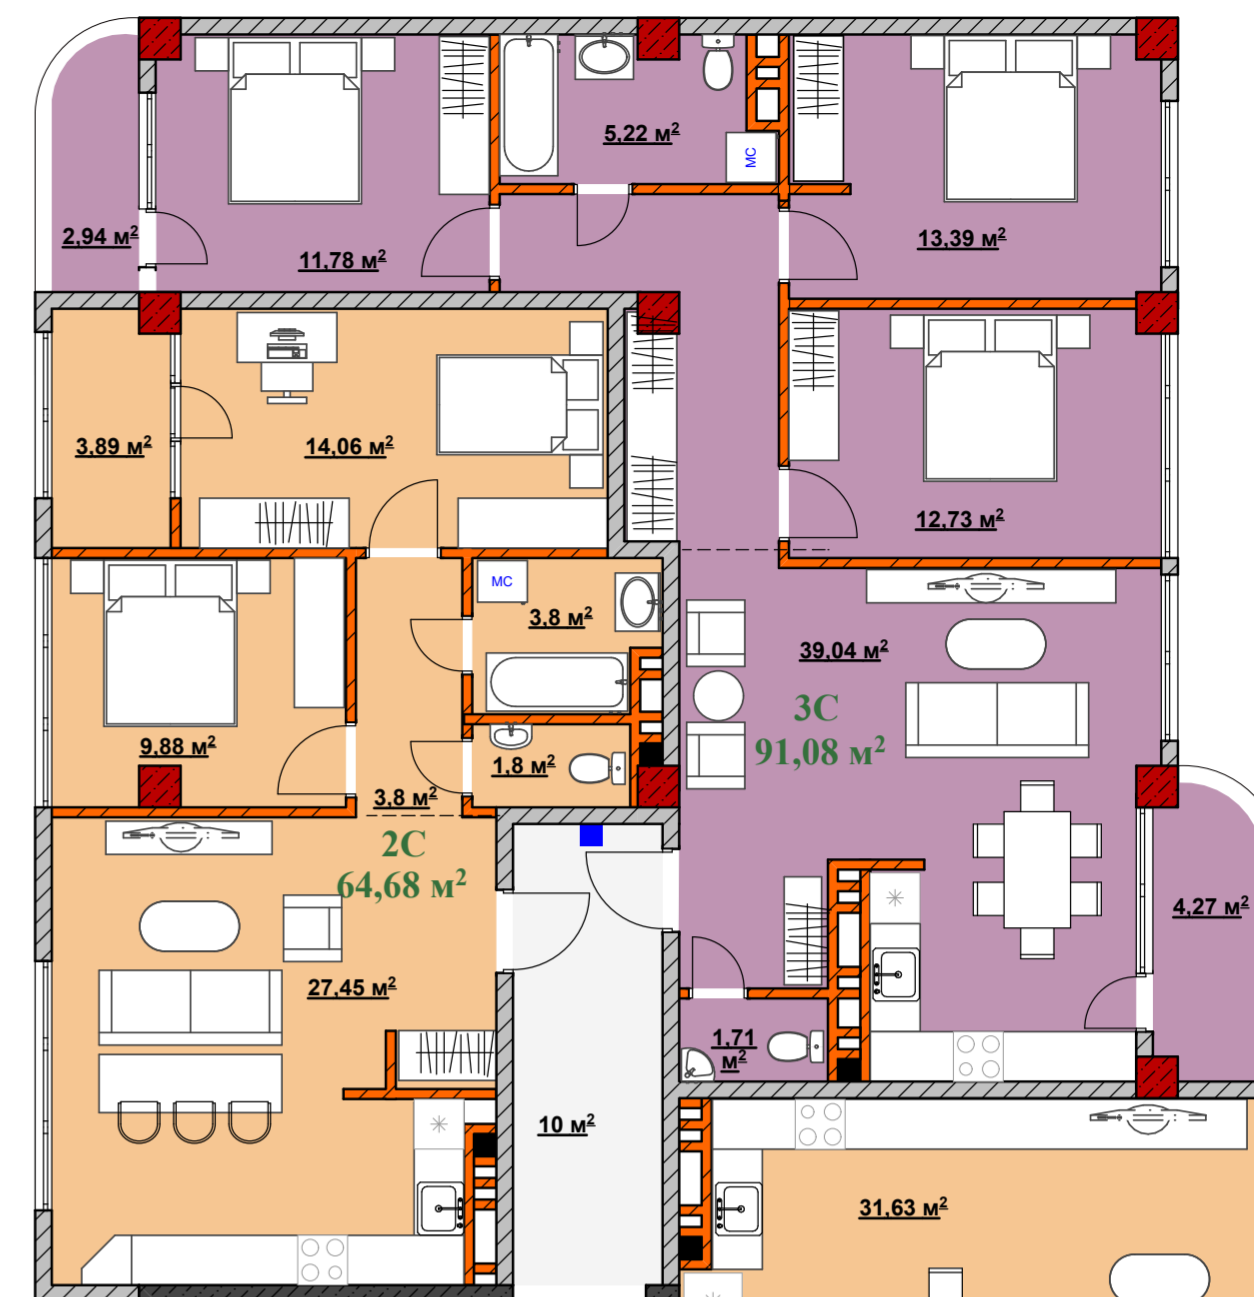 5,22 м²
МС
2,94 м²
11,78 м²
13,39 м²
3,89 м²
14,06 м²
12,73 м²
МС
3,8 м²
39,04 м²
3С
91,08 м²
9,88 м²
1,8 м²
3,8 м²
2С
64,68 м²
4,27 м²
27,45 м²
1,71
м²
10 м²
31,63 м²